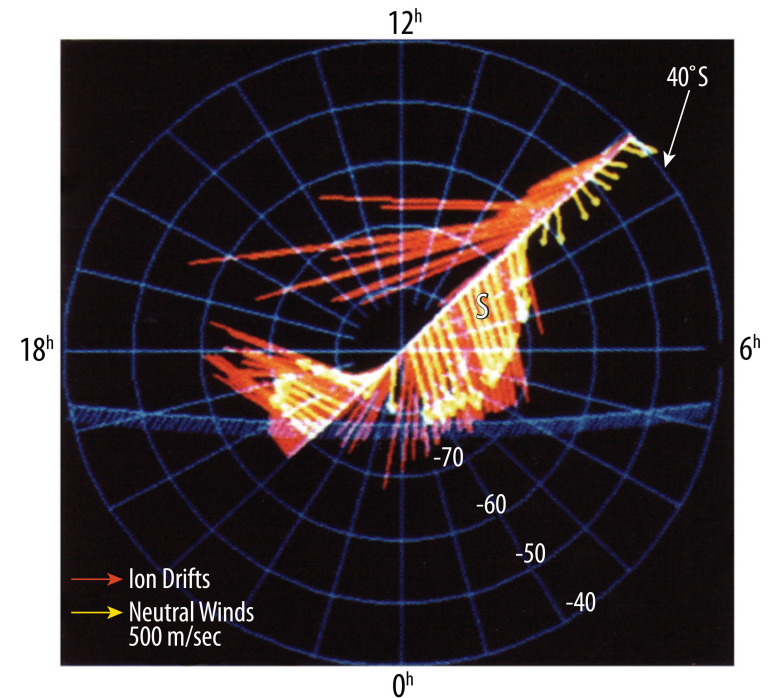 12h
40°S
S
18h
6h
-70
-60
-50
-40
Ion Drifts
Neutral Winds
500 m/sec
0h